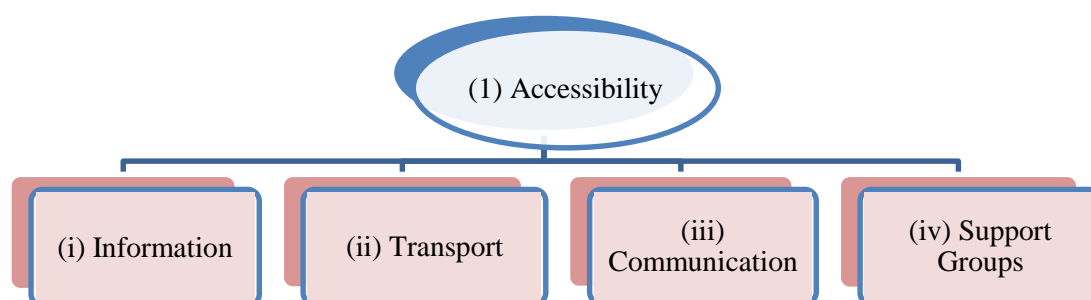 (1) Accessibility
(i) Information
(ii) Transport
(iii)
Communication
(iv) Support
Groups